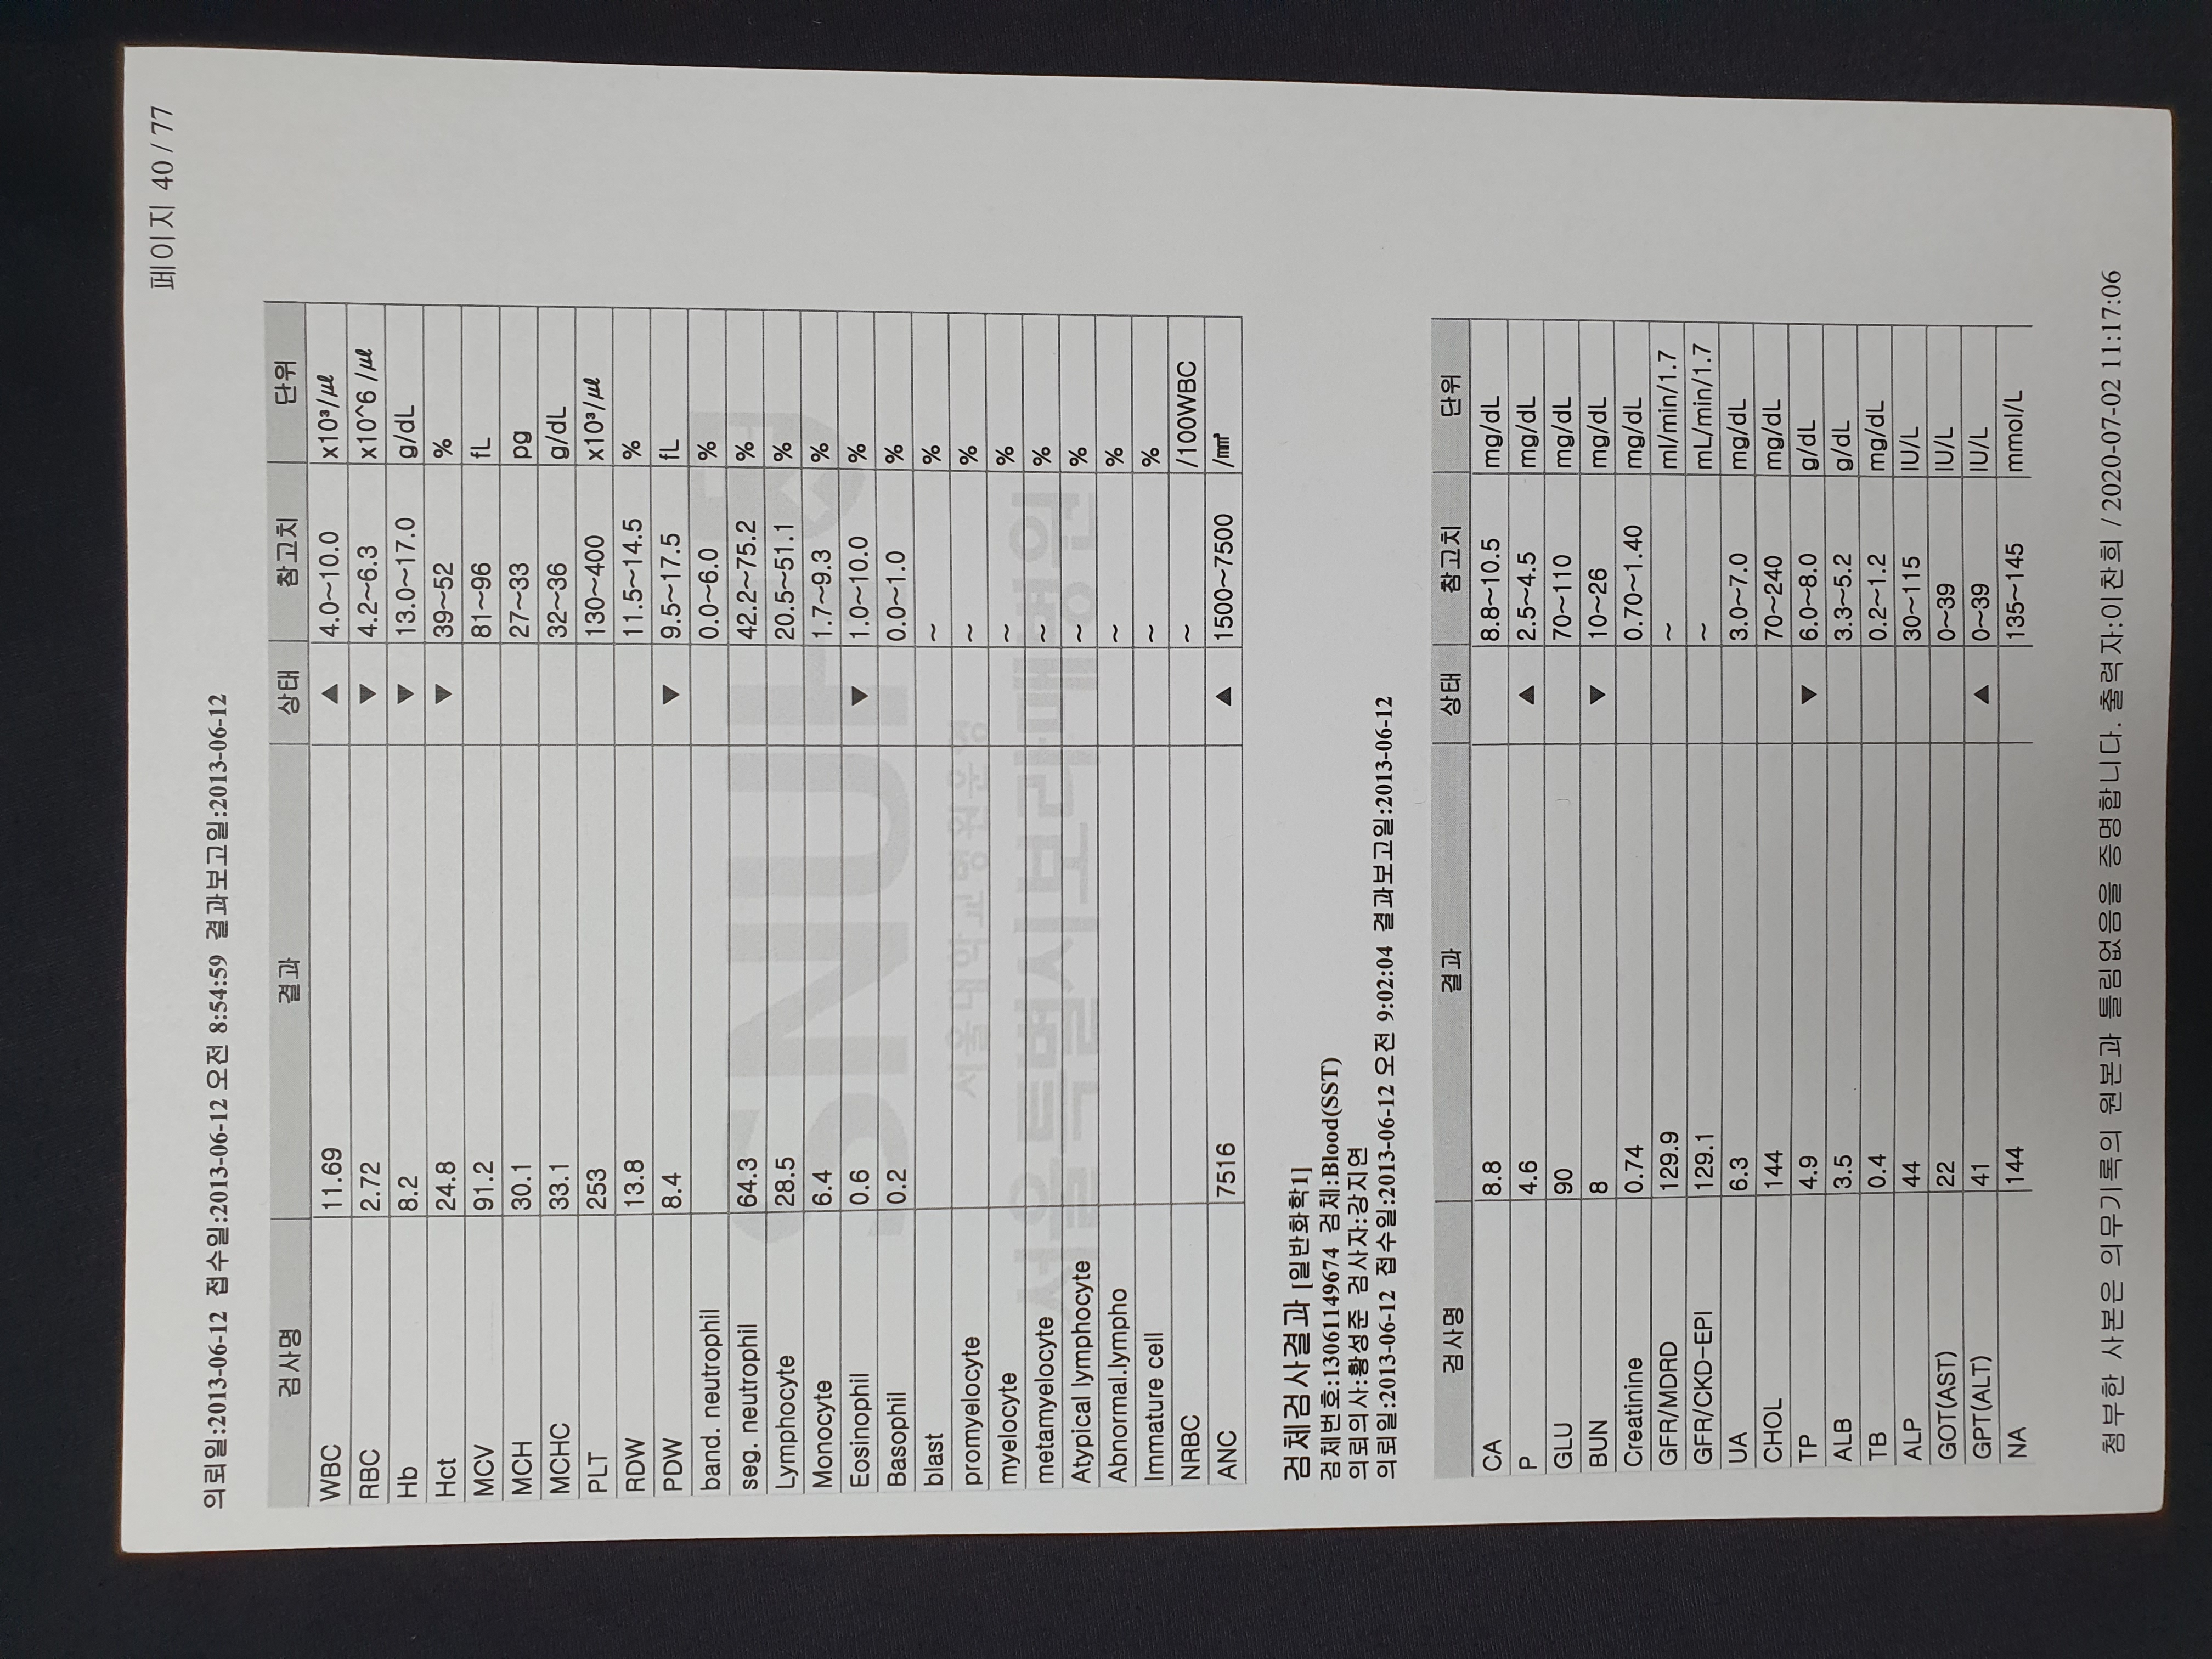 페이지 40 / 77
의뢰일:2013-06-12 접수일:2013-06-12 오전 8:54:59 결과보고일:2013-06-12
검사명 결과 상태 참고치 단위
WBC 11.69 ▲ 4.0~10.0 x10³/㎕
RBC 2.72 ▼ 4.2~6.3 x10^6 /㎕
Hb 8.2 ▼ 13.0~17.0 g/dL
Hct 24.8 ▼ 39~52 %
MCV 91.2 81~96 fL
MCH 30.1 27~33 pg
MCHC 33.1 32~36 g/dL
PLT 253 130~400 x10³/㎕
RDW 13.8 11.5~14.5 %
PDW 8.4 ▼ 9.5~17.5 fL
band. neutrophil 0.0~6.0 %
seg. neutrophil 64.3 42.2~75.2 %
Lymphocyte 28.5 20.5~51.1 %
Monocyte 6.4 1.7~9.3 %
Eosinophil 0.6 ▼ 1.0~10.0 %
Basophil 0.2 0.0~1.0 %
blast ~ %
promyelocyte ~ %
myelocyte ~ %
metamyelocyte ~ %
Atypical lymphocyte ~ %
Abnormal.lympho ~ %
Immature cell ~ %
NRBC ~ /100WBC
ANC 7516 ▲ 1500~7500 /㎣
SNUH
서울대학교병원운영
서울특별시보라매병원
검체검사결과 [일반화학1]
검체번호:13061149674 검체:Blood(SST)
의뢰의사:황성준 검사자:강지연
의뢰일:2013-06-12 접수일:2013-06-12 오전 9:02:04 결과보고일:2013-06-12
검사명 결과 상태 참고치 단위
CA 8.8 8.8~10.5 mg/dL
P 4.6 ▲ 2.5~4.5 mg/dL
GLU 90 70~110 mg/dL
BUN 8 ▼ 10~26 mg/dL
Creatinine 0.74 0.70~1.40 mg/dL
GFR/MDRD 129.9 ~ ml/min/1.7
GFR/CKD-EPI 129.1 ~ mL/min/1.7
UA 6.3 3.0~7.0 mg/dL
CHOL 144 70~240 mg/dL
TP 4.9 ▼ 6.0~8.0 g/dL
ALB 3.5 3.3~5.2 g/dL
TB 0.4 0.2~1.2 mg/dL
ALP 44 30~115 IU/L
GOT(AST) 22 0~39 IU/L
GPT(ALT) 41 ▲ 0~39 IU/L
NA 144 135~145 mmol/L
첨부한 사본은 의무기록의 원본과 틀림없음을 증명합니다. 출력자:이찬희 / 2020-07-02 11:17:06